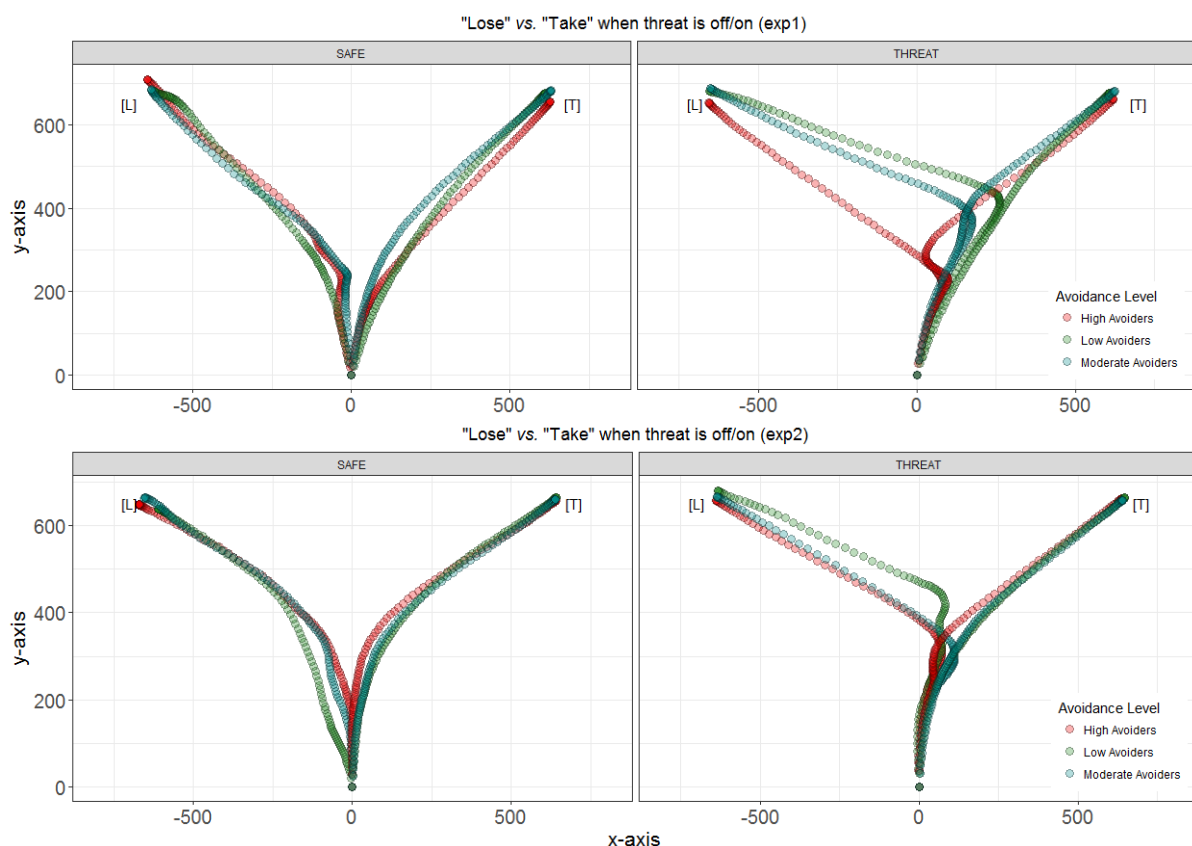 "Lose" vs. "Take" when threat is off/on (exp1)
SAFE
THREAT
[L]
[T]
[L]
[T]
y-axis
600
400
200
0
-500
0
500
-500
0
500
Avoidance Level
High Avoiders
Low Avoiders
Moderate Avoiders
"Lose" vs. "Take" when threat is off/on (exp2)
SAFE
THREAT
[L]
[T]
[L]
[T]
y-axis
600
400
200
0
-500
0
500
-500
0
500
Avoidance Level
High Avoiders
Low Avoiders
Moderate Avoiders
x-axis